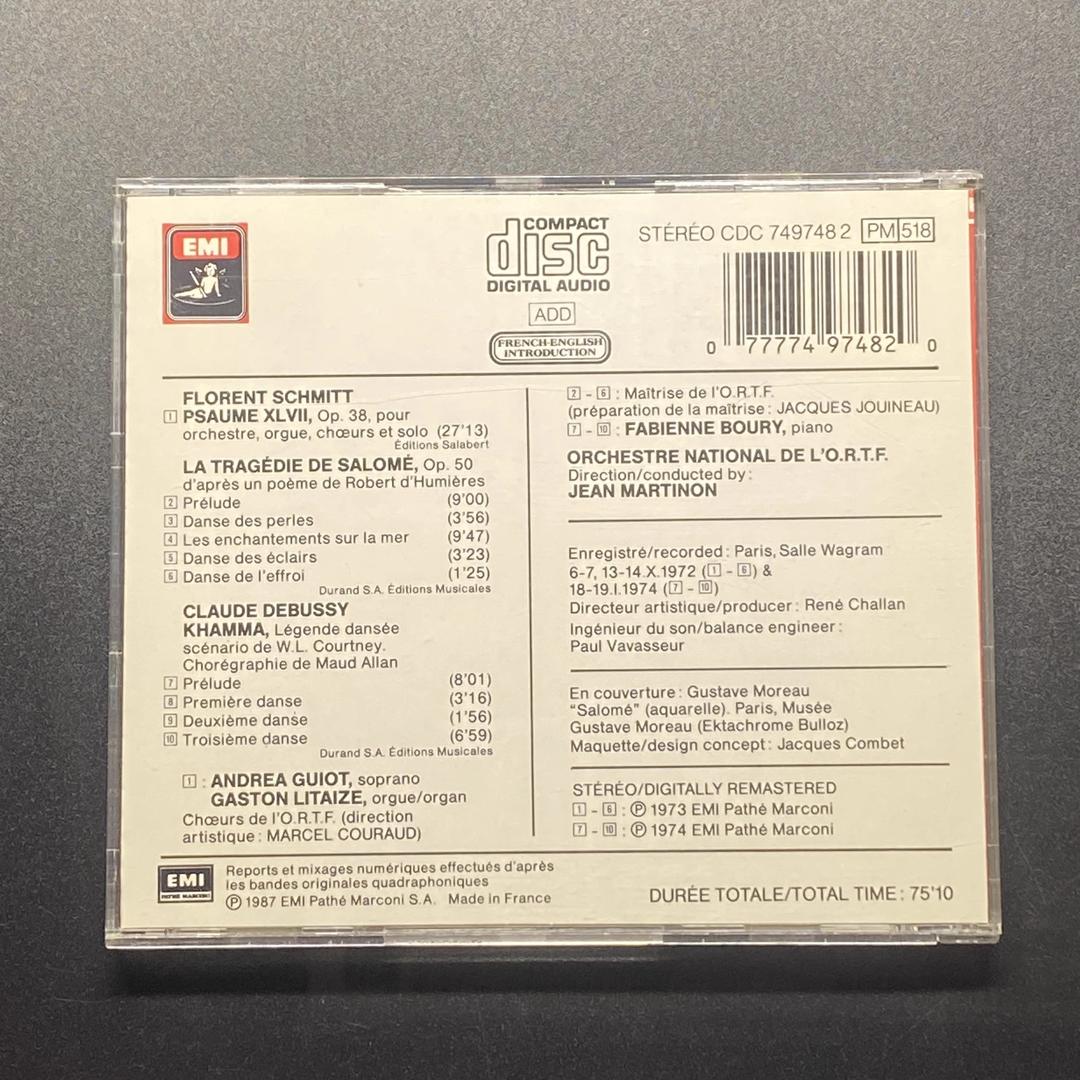 EMI
COMPACT
disc
DIGITAL AUDIO
ADD
FRENCH-ENGLISH
INTRODUCTION
STÉRÉO CDC 749748 2 PM 518
0 77774 97482 0
FLORENT SCHMITT
1 PSAUME XLVII, Op. 38, pour
orchestre, orgue, chœurs et solo (27'13)
Éditions Salabert
LA TRAGÉDIE DE SALOMÉ, Op. 50
d'après un poème de Robert d'Humières
2 Prélude (9'00)
3 Danse des perles (3'56)
4 Les enchantements sur la mer (9'47)
5 Danse des éclairs (3'23)
6 Danse de l'effroi (1'25)
Durand S.A. Éditions Musicales
CLAUDE DEBUSSY
KHAMMA, Légende dansée
scénario de W.L. Courtney.
Chorégraphie de Maud Allan
7 Prélude (8'01)
8 Première danse (3'16)
9 Deuxième danse (1'56)
10 Troisième danse (6'59)
Durand S.A. Éditions Musicales
1 : ANDREA GUIOT, soprano
GASTON LITAIZE, orgue/organ
Chœurs de l'O.R.T.F. (direction
artistique : MARCEL COURAUD)
2 - 6 : Maîtrise de l'O.R.T.F.
(préparation de la maîtrise : JACQUES JOUINEAU)
7 - 10 : FABIENNE BOURY, piano
ORCHESTRE NATIONAL DE L'O.R.T.F.
Direction/conducted by :
JEAN MARTINON
Enregistré/recorded : Paris, Salle Wagram
6-7, 13-14.X.1972 (1 - 6) &
18-19.I.1974 (7 - 10)
Directeur artistique/producer : René Challan
Ingénieur du son/balance engineer :
Paul Vavasseur
En couverture : Gustave Moreau
"Salomé" (aquarelle). Paris, Musée
Gustave Moreau (Ektachrome Bulloz)
Maquette/design concept : Jacques Combet
STÉRÉO/DIGITALLY REMASTERED
1 - 6 : ℗ 1973 EMI Pathé Marconi
7 - 10 : ℗ 1974 EMI Pathé Marconi
EMI
PATHÉ MARCONI
Reports et mixages numériques effectués d'après
les bandes originales quadraphoniques
℗ 1987 EMI Pathé Marconi S.A. Made in France
DURÉE TOTALE/TOTAL TIME : 75'10